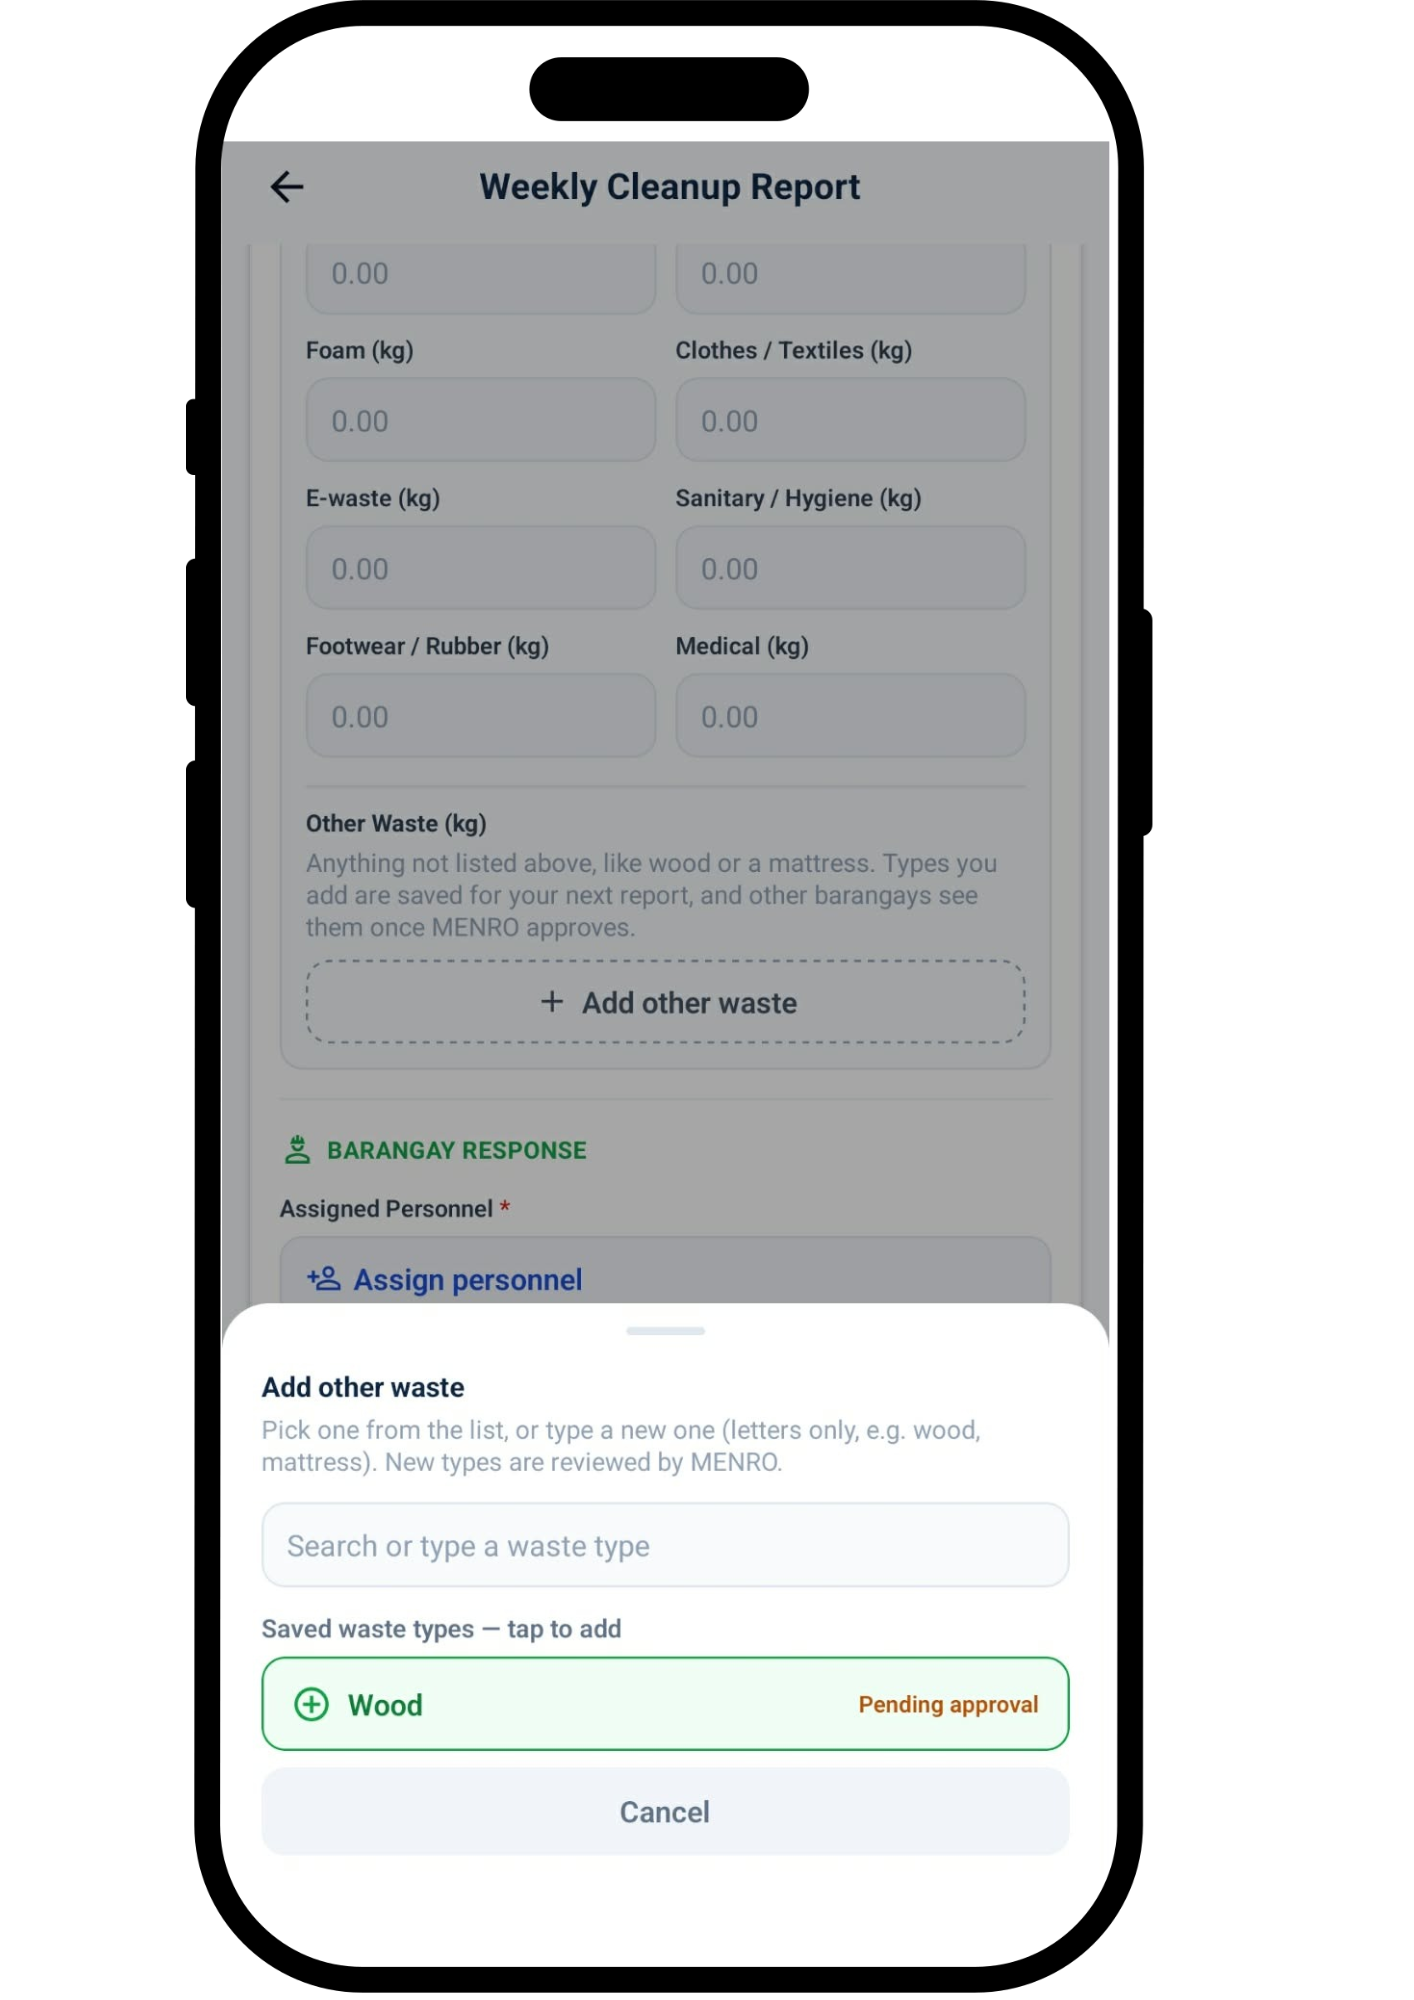 Weekly Cleanup Report
0.00 0.00
Foam (kg) Clothes / Textiles (kg)
0.00 0.00
E-waste (kg) Sanitary / Hygiene (kg)
0.00 0.00
Footwear / Rubber (kg) Medical (kg)
0.00 0.00
Other Waste (kg)
Anything not listed above, like wood or a mattress. Types you
add are saved for your next report, and other barangays see
them once MENRO approves.
+ Add other waste
BARANGAY RESPONSE
Assigned Personnel *
Assign personnel
Add other waste
Pick one from the list, or type a new one (letters only, e.g. wood,
mattress). New types are reviewed by MENRO.
Search or type a waste type
Saved waste types — tap to add
Wood Pending approval
Cancel